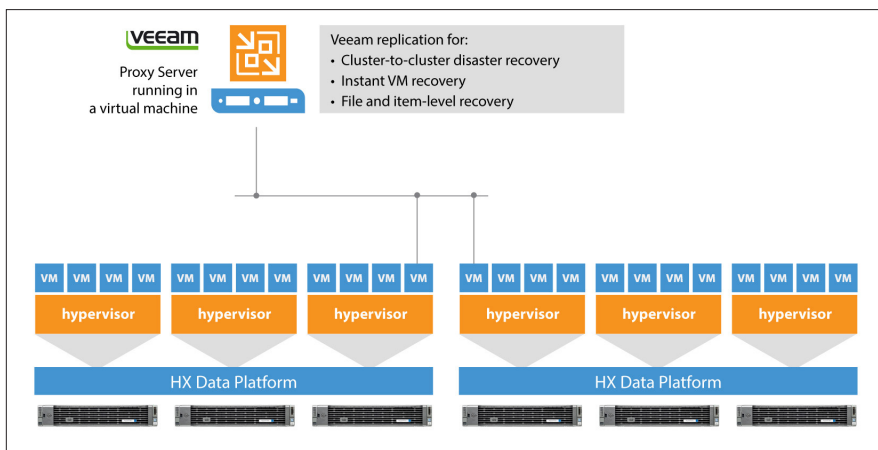 veeam
Proxy Server
running in
a virtual machine
Veeam replication for:
• Cluster-to-cluster disaster recovery
• Instant VM recovery
• File and item-level recovery
VM VM VM VM VM VM VM VM VM VM VM VM VM VM VM VM VM VM VM VM VM VM VM VM
hypervisor hypervisor hypervisor hypervisor hypervisor hypervisor
HX Data Platform HX Data Platform